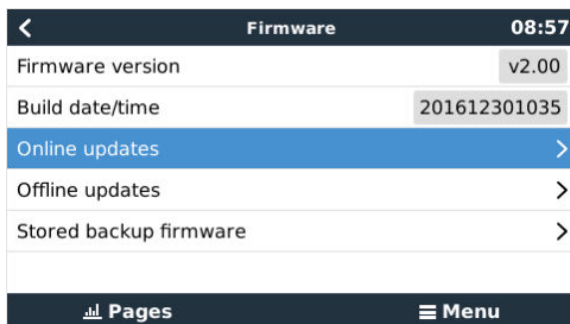 Firmware 08:57
Firmware version v2.00
Build date/time 201612301035
Online updates
Offline updates
Stored backup firmware
Pages Menu